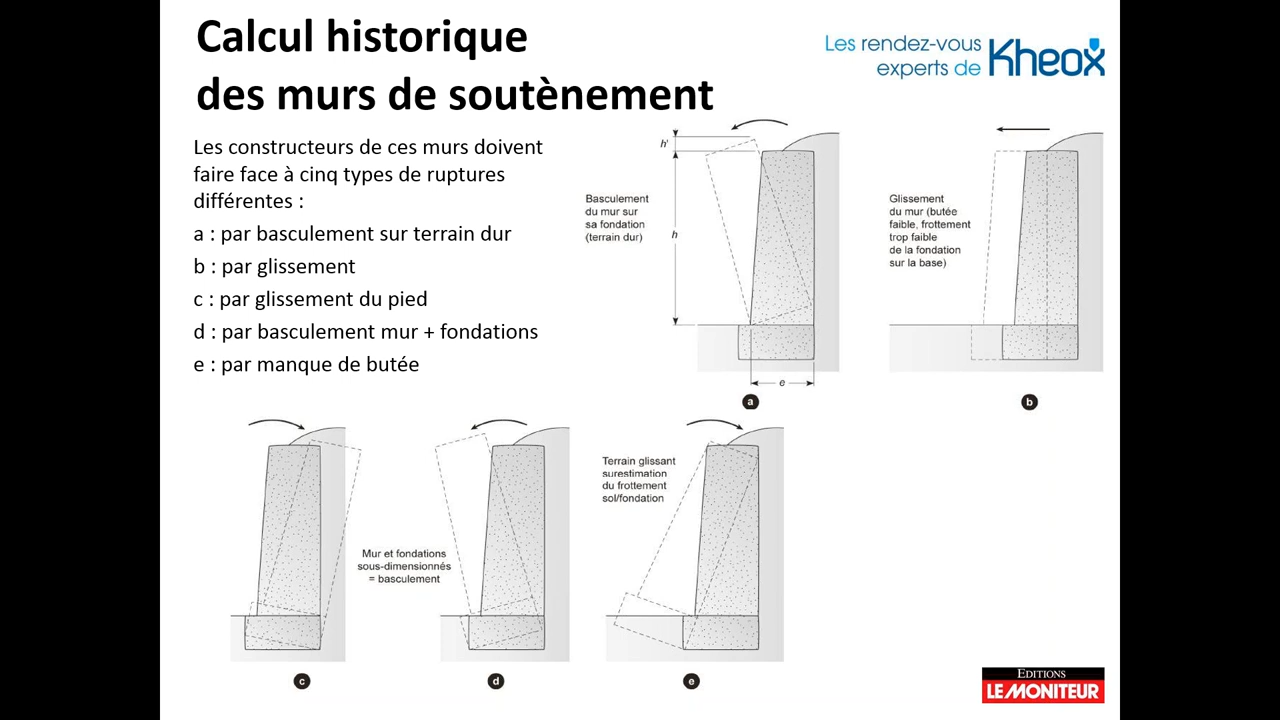 Calcul historique
des murs de soutènement
Les rendez-vous
experts de Kheox
Les constructeurs de ces murs doivent
faire face à cinq types de ruptures
différentes :
a : par basculement sur terrain dur
b : par glissement
c : par glissement du pied
d : par basculement mur + fondations
e : par manque de butée
h'
Basculement
du mur sur
sa fondation
(terrain dur)
h
e
a
Glissement
du mur (butée
faible, frottement
trop faible
de la fondation
sur la base)
b
Mur et fondations
sous-dimensionnés
= basculement
c
d
Terrain glissant
surestimation
du frottement
sol/fondation
e
EDITIONS
LE MONITEUR